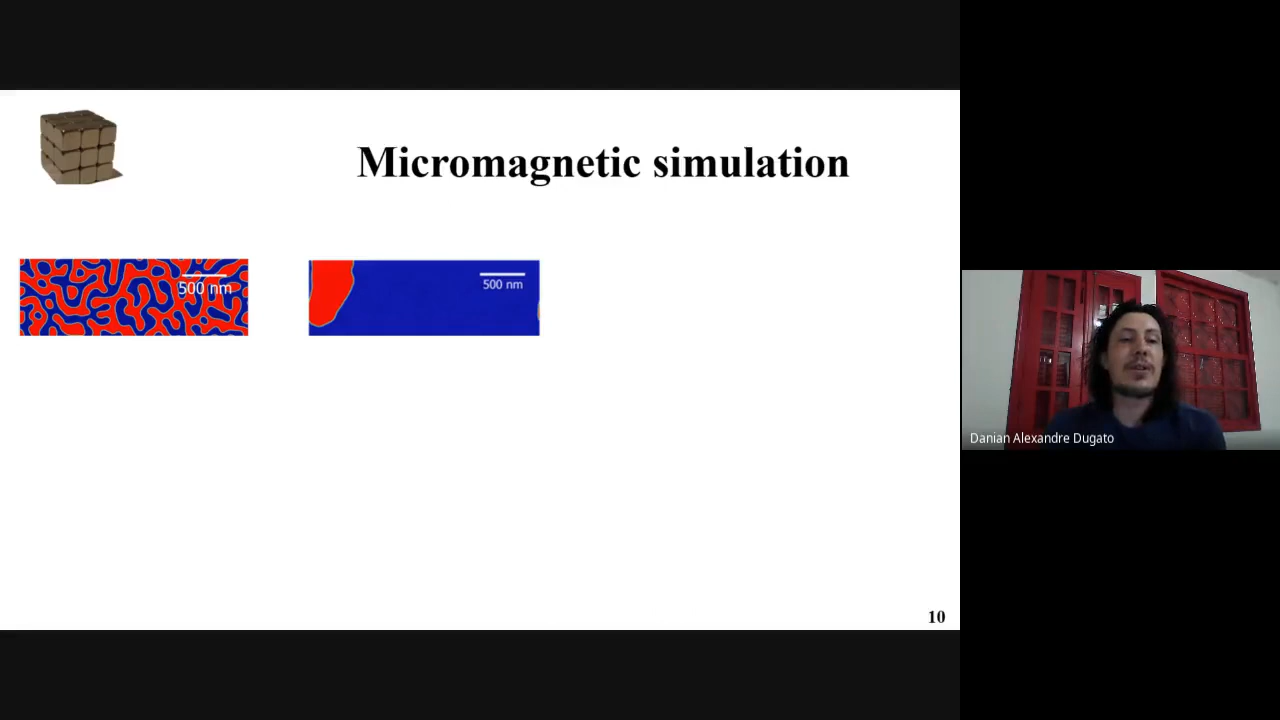 Micromagnetic simulation
500 nm
500 nm
Danian Alexandre Dugato
10